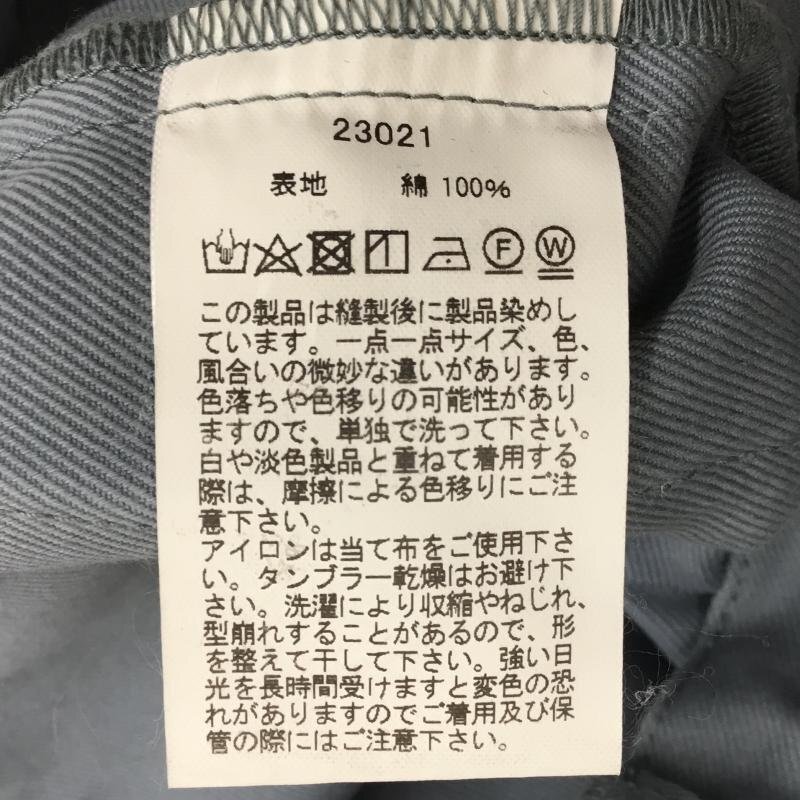 23021
表地 綿 100%
F W
この製品は縫製後に製品染めし
ています。一点一点サイズ、色、
風合いの微妙な違いがあります。
色落ちや色移りの可能性があり
ますので、単独で洗って下さい。
白や淡色製品と重ねて着用する
際は、摩擦による色移りにご注
意下さい。
アイロンは当て布をご使用下さ
い。タンブラー乾燥はお避け下
さい。洗濯により収縮やねじれ、
型崩れすることがあるので、形
を整えて干して下さい。強い日
光を長時間受けますと変色の恐
れがありますのでご着用及び保
管の際にはご注意下さい。